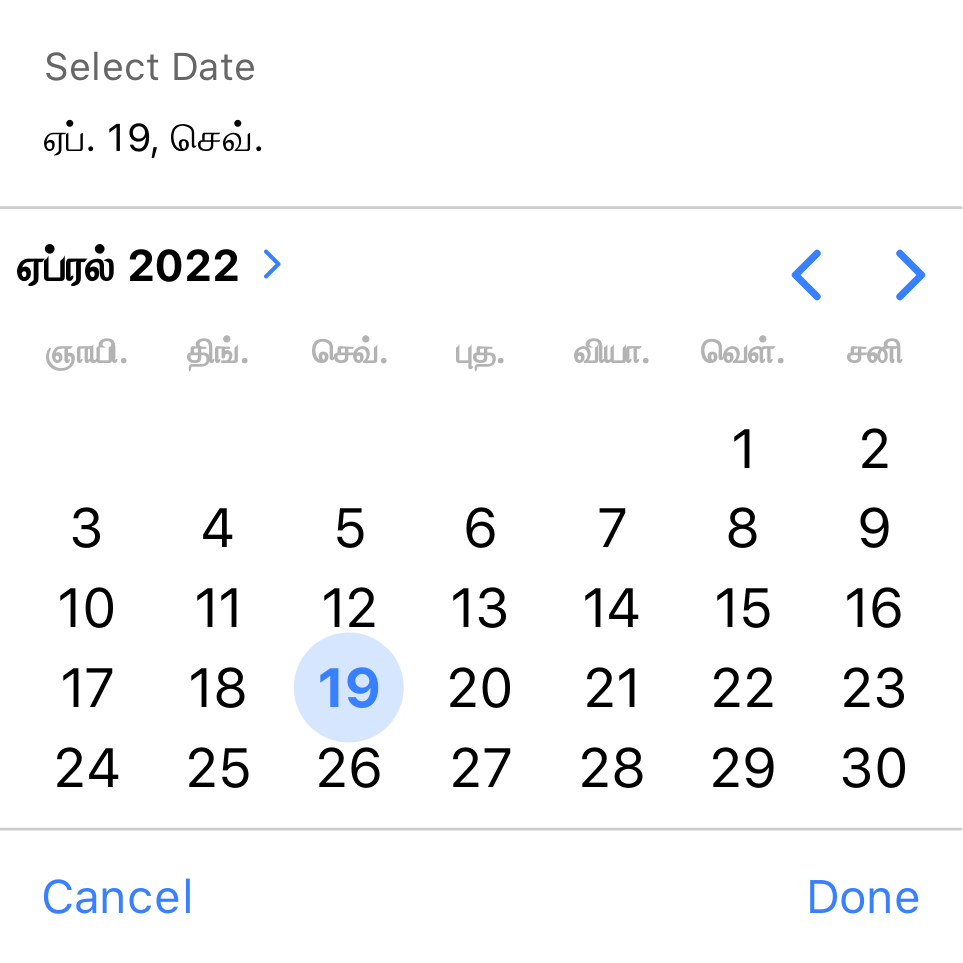 Select Date
ஏப். 19, செவ்.
ஏப்ரல் 2022
ஞாயி. திங். செவ். புத. வியா. வெள். சனி
1 2
3 4 5 6 7 8 9
10 11 12 13 14 15 16
17 18 19 20 21 22 23
24 25 26 27 28 29 30
Cancel Done